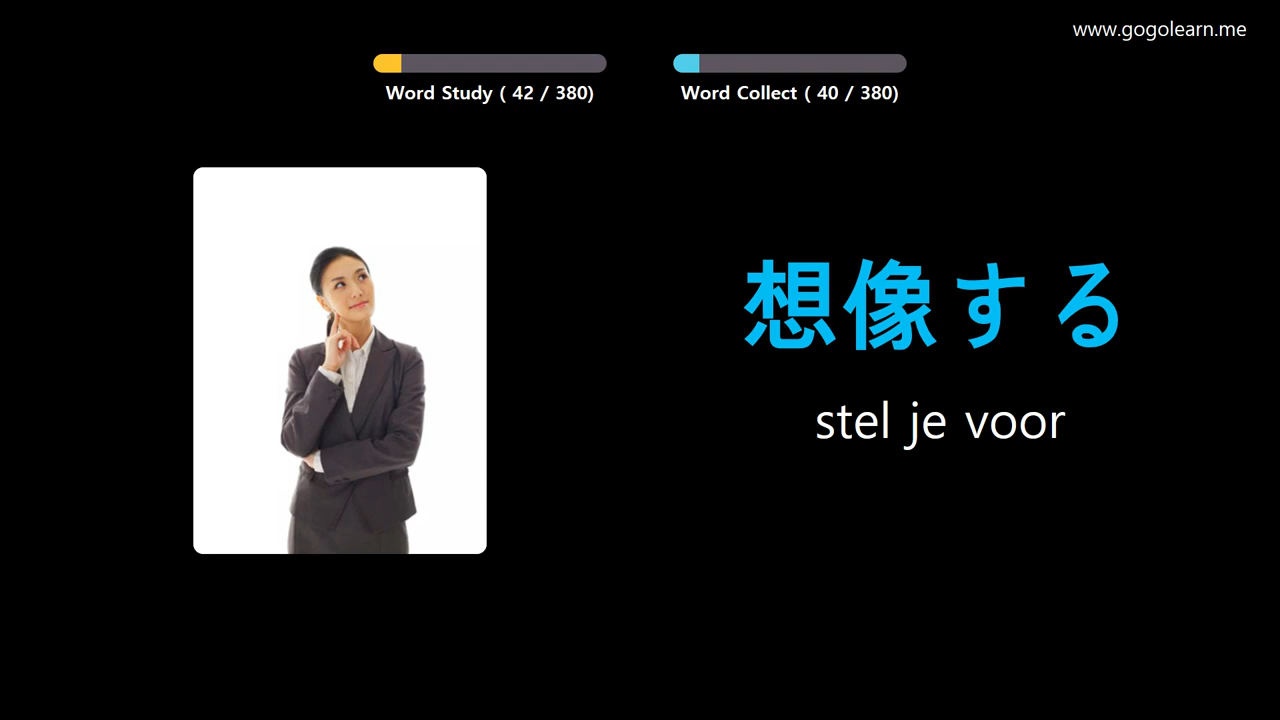 www.gogolearn.me
Word Study ( 42 / 380)
Word Collect ( 40 / 380)
想像する
stel je voor